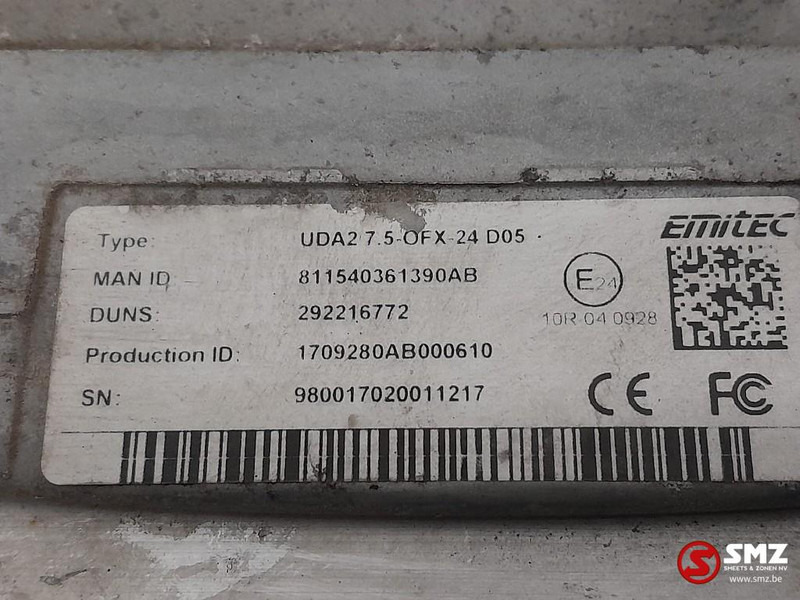 Type: UDA2 7.5-OFX-24 D05
EMITEC
MAN ID 811540361390AB
E24
DUNS: 292216772
10R-04 0928
Production ID: 1709280AB000610
SN: 980017020011217
CE FC
SMZ
SMEETS & ZONEN NV
www.smz.be